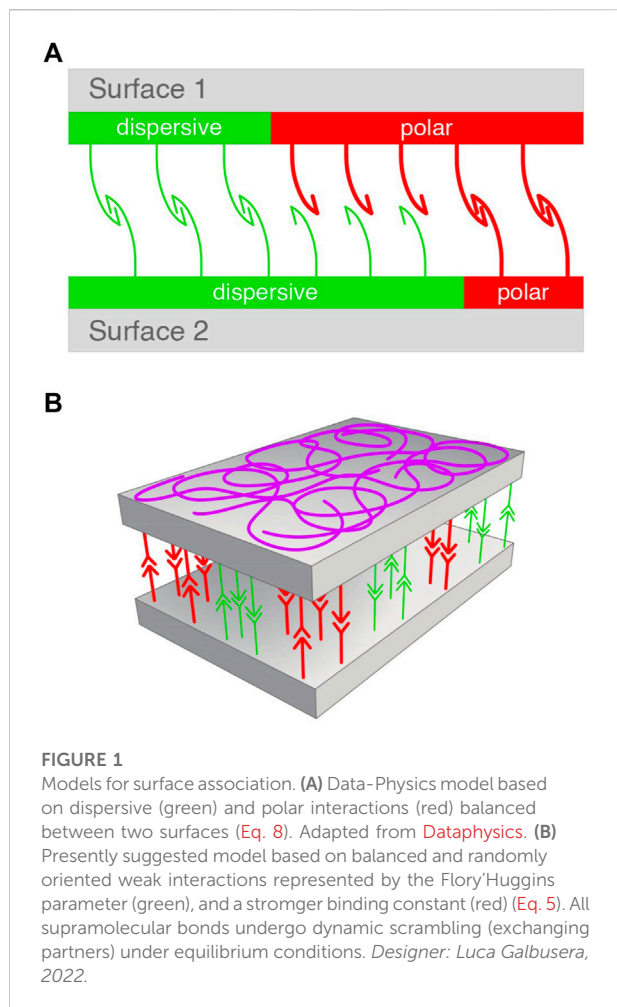 A
Surface 1
dispersive polar
dispersive polar
Surface 2
B
FIGURE 1
Models for surface association. (A) Data-Physics model based
on dispersive (green) and polar interactions (red) balanced
between two surfaces (Eq. 8). Adapted from Dataphysics. (B)
Presently suggested model based on balanced and randomly
oriented weak interactions represented by the Flory'Huggins
parameter (green), and a stromger binding constant (red) (Eq. 5). All
supramolecular bonds undergo dynamic scrambling (exchanging
partners) under equilibrium conditions. Designer: Luca Galbusera,
2022.